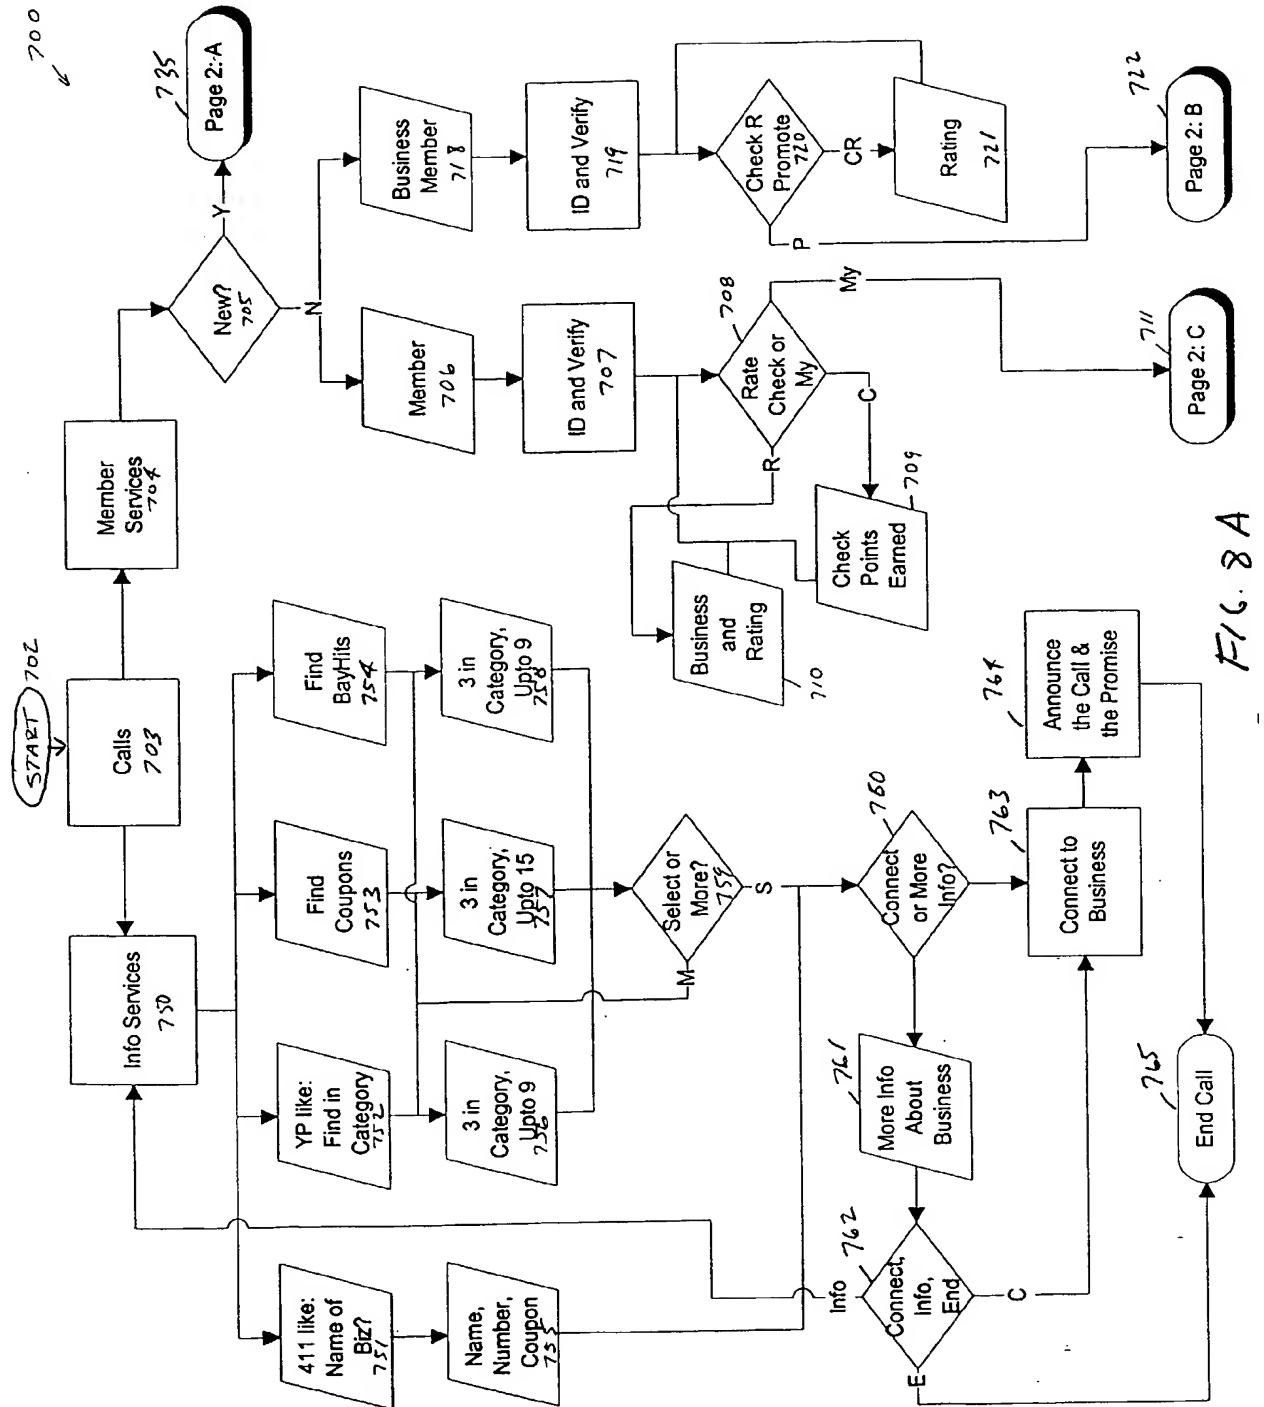 700
START
702
Calls
703
Member
Services
704
New?
705
Y
735
Page 2:A
N
Member
706
ID and Verify
707
Rate
Check or
My
708
R
C
My
Check
Points
Earned
709
Business
and
Rating
710
Page 2: C
711
Business
Member
718
ID and Verify
719
Check R
Promote
720
CR
P
Rating
721
Page 2: B
722
Info Services
750
411 like:
Name of
Biz?
751
YP like:
Find in
Category
752
Find
Coupons
753
Find
BayHits
754
Name,
Number,
Coupon
755
3 in
Category,
Upto 9
756
3 in
Category,
Upto 15
757
3 in
Category,
Upto 9
758
Select or
More?
759
M
S
Connect
or More
Info?
760
More Info
About
Business
761
Connect,
Info,
End
762
Info
C
E
Connect to
Business
763
Announce
the Call &
the Promise
764
End Call
765
FIG. 8A